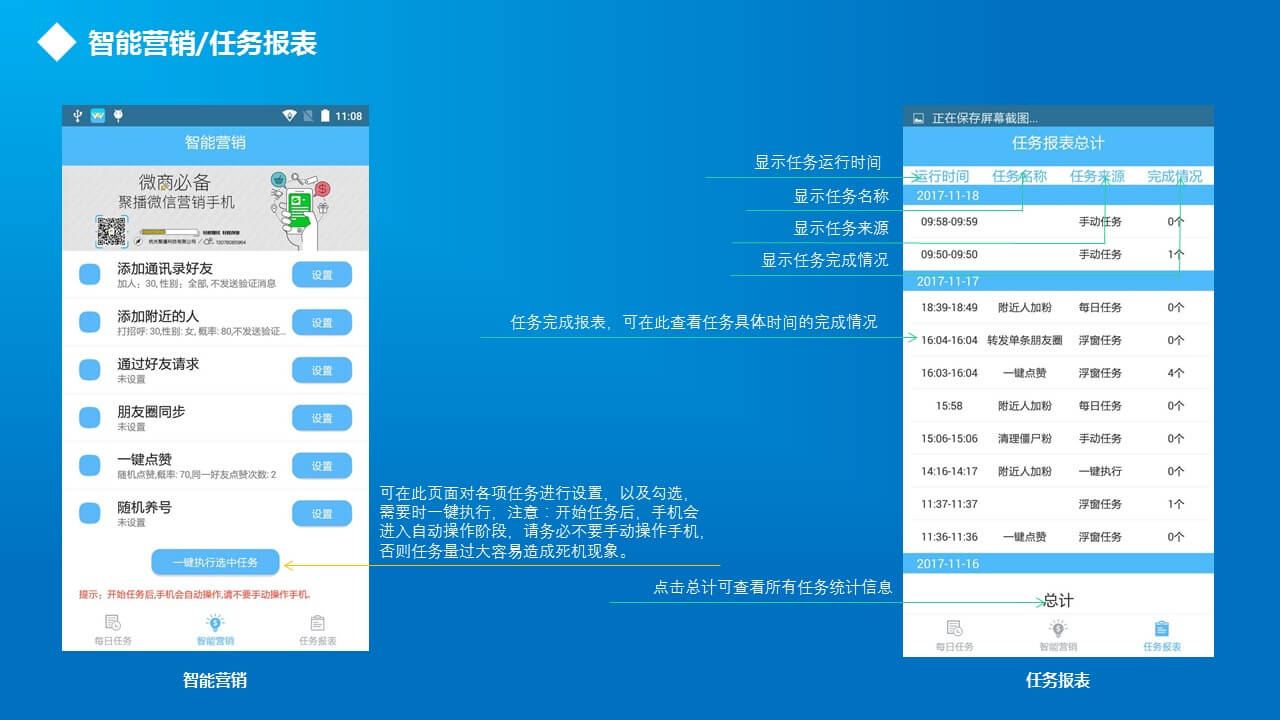 智能营销/任务报表
11:08
智能营销
微商必备
聚播微信营销手机
添加通讯录好友
加人：30, 性别：全部, 不发送验证消息
设置
添加附近的人
打招呼: 30,性别: 女, 概率: 80,不发送验证...
设置
通过好友请求
未设置
设置
朋友圈同步
未设置
设置
一键点赞
随机点赞,概率: 70,同一好友点赞次数: 2
设置
随机养号
未设置
设置
一键执行选中任务
提示：开始任务后,手机会自动操作,请不要手动操作手机.
每日任务 智能营销 任务报表
智能营销
显示任务运行时间
显示任务名称
显示任务来源
显示任务完成情况
任务完成报表，可在此查看任务具体时间的完成情况
可在此页面对各项任务进行设置，以及勾选，
需要时一键执行，注意：开始任务后，手机会
进入自动操作阶段，请务必不要手动操作手机，
否则任务量过大容易造成死机现象。
点击总计可查看所有任务统计信息
正在保存屏幕截图...
任务报表总计
运行时间 任务名称 任务来源 完成情况
2017-11-18
09:58-09:59 手动任务 0个
09:50-09:50 手动任务 1个
2017-11-17
18:39-18:49 附近人加粉 每日任务 0个
16:04-16:04 转发单条朋友圈 浮窗任务 0个
16:03-16:04 一键点赞 浮窗任务 4个
15:58 附近人加粉 每日任务 0个
15:06-15:06 清理僵尸粉 手动任务 0个
14:16-14:17 附近人加粉 一键执行 0个
11:37-11:37 浮窗任务 1个
11:36-11:36 一键点赞 浮窗任务 0个
2017-11-16
总计
每日任务 智能营销 任务报表
任务报表